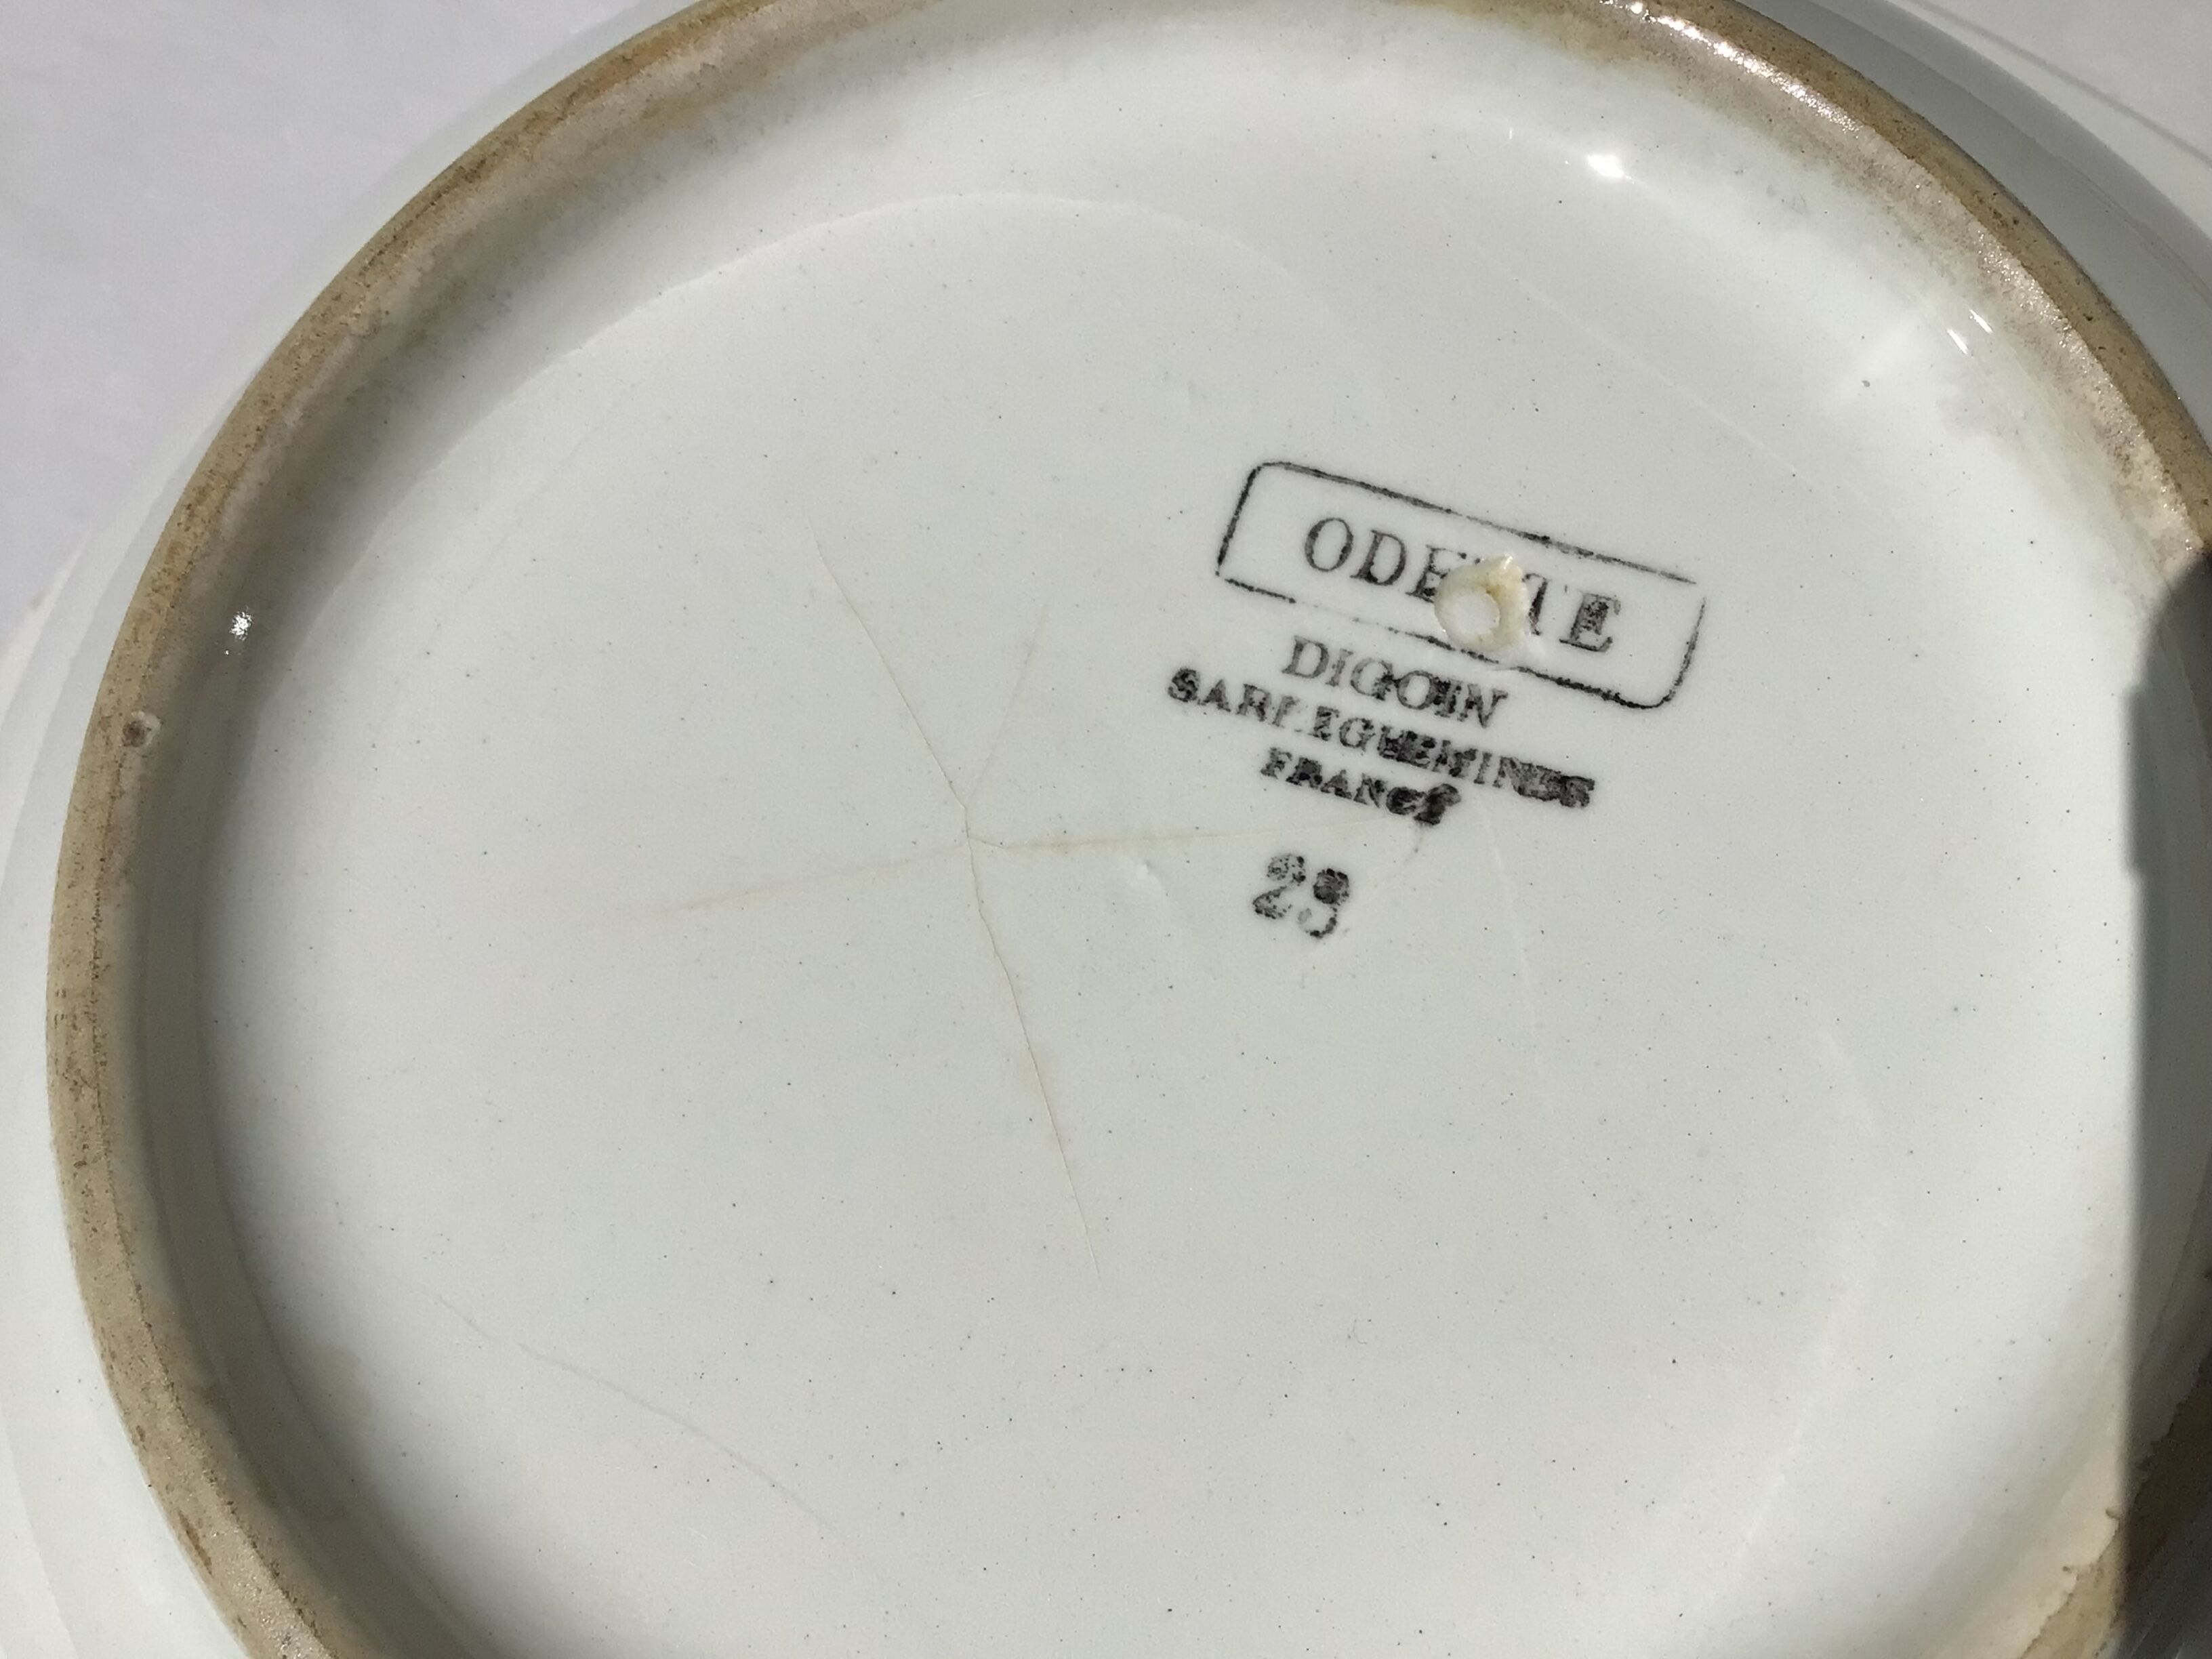 ODETTE
DIGOIN
SARREGUEMINES
FRANCE
23